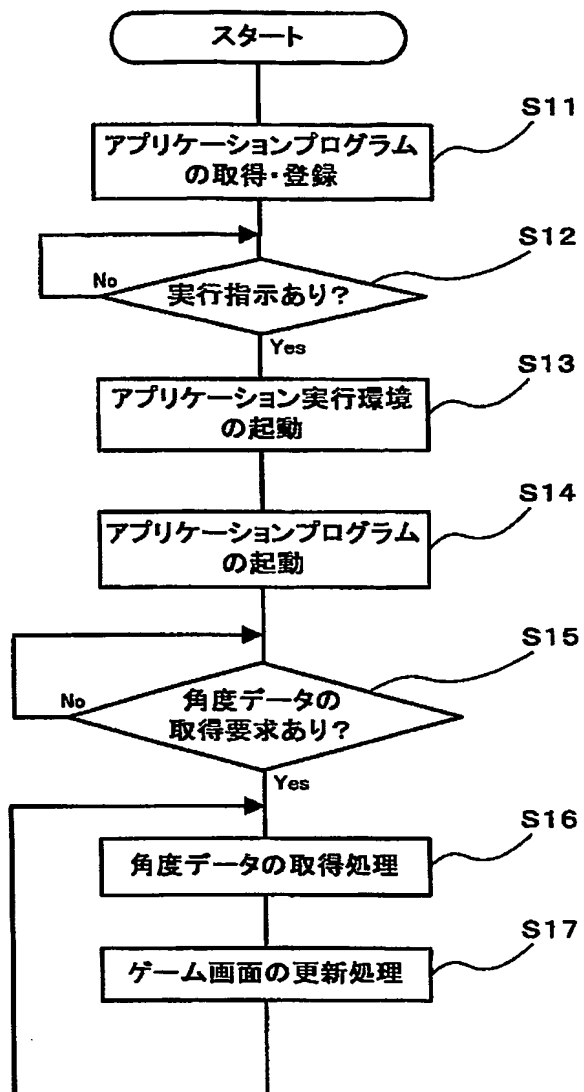 スタート
S11
アプリケーションプログラム
の取得・登録
S12
実行指示あり?
No
Yes
S13
アプリケーション実行環境
の起動
S14
アプリケーションプログラム
の起動
S15
角度データの
取得要求あり?
No
Yes
S16
角度データの取得処理
S17
ゲーム画面の更新処理